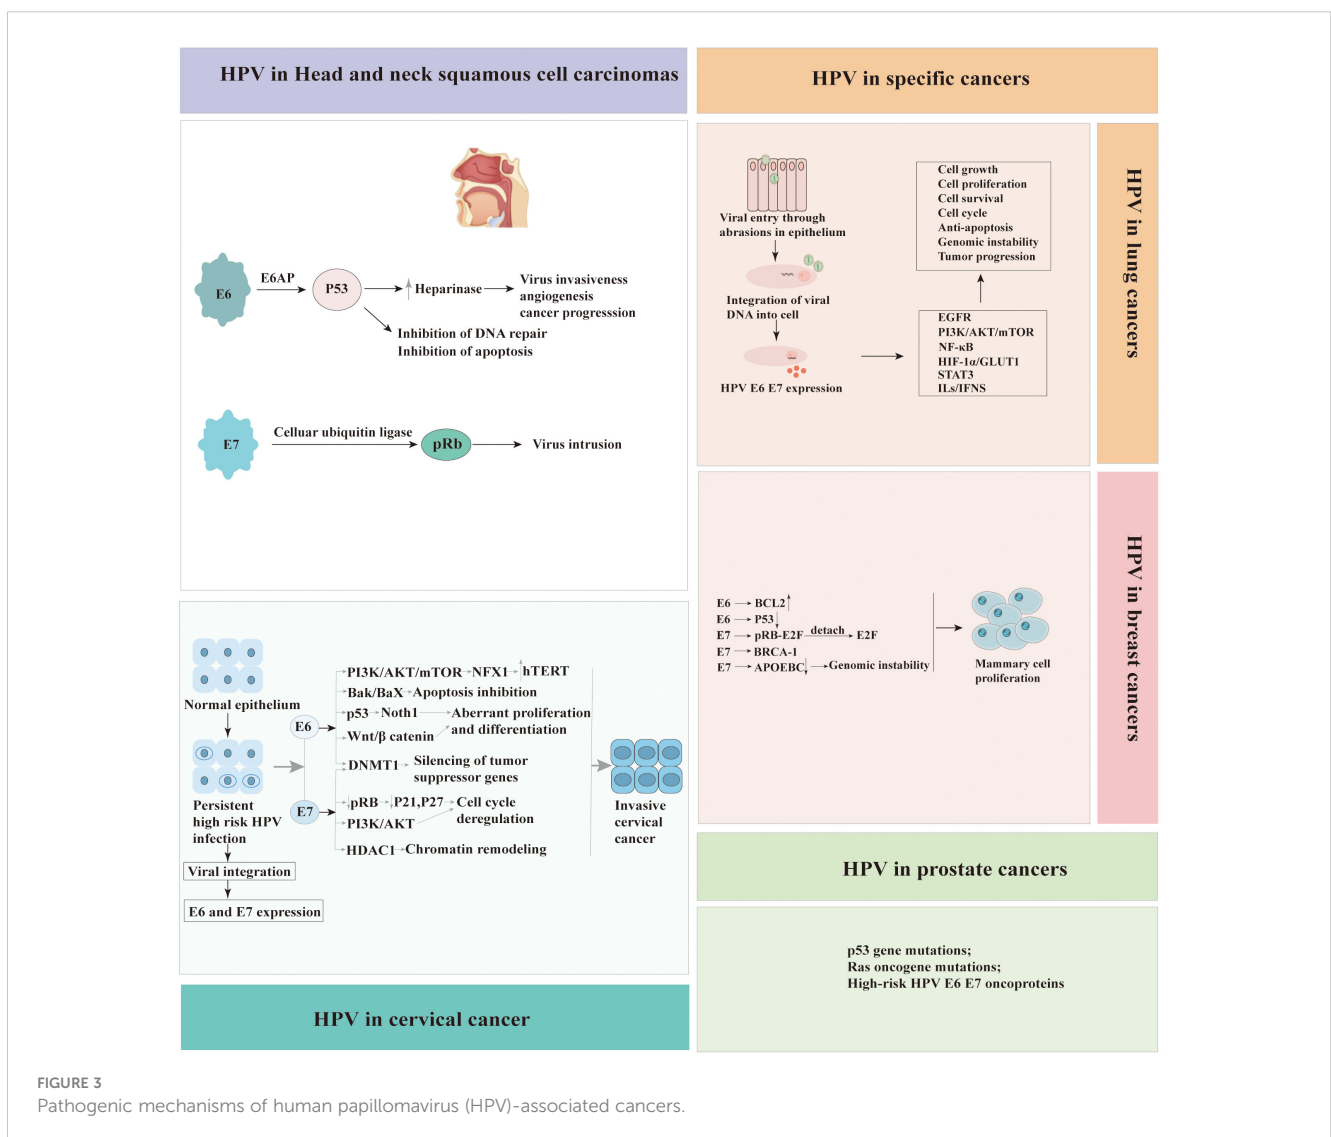 HPV in Head and neck squamous cell carcinomas
E6
E6AP
P53
Heparinase
Virus invasiveness
angiogenesis
cancer progresssion
Inhibition of DNA repair
Inhibition of apoptosis
E7
Celluar ubiquitin ligase
pRb
Virus intrusion
Normal epithelium
Persistent
high risk HPV
infection
Viral integration
E6 and E7 expression
E6
E7
PI3K/AKT/mTOR NFX1 hTERT
Bak/BaX Apoptosis inhibition
p53 Noth1 Aberrant proliferation
and differentiation
Wnt/β catenin
DNMT1 Silencing of tumor
suppressor genes
pRB P21,P27 Cell cycle
deregulation
PI3K/AKT
HDAC1 Chromatin remodeling
Invasive
cervical
cancer
HPV in cervical cancer
HPV in specific cancers
HPV in lung cancers
Viral entry through
abrasions in epithelium
Integration of viral
DNA into cell
HPV E6 E7 expression
EGFR
PI3K/AKT/mTOR
NF-κB
HIF-1α/GLUT1
STAT3
ILs/IFNS
Cell growth
Cell proliferation
Cell survival
Cell cycle
Anti-apoptosis
Genomic instability
Tumor progression
HPV in breast cancers
E6 BCL2
E6 P53
E7 pRB-E2F detach E2F
E7 BRCA-1
E7 APOEBC Genomic instability
Mammary cell
proliferation
HPV in prostate cancers
p53 gene mutations;
Ras oncogene mutations;
High-risk HPV E6 E7 oncoproteins
FIGURE 3
Pathogenic mechanisms of human papillomavirus (HPV)-associated cancers.